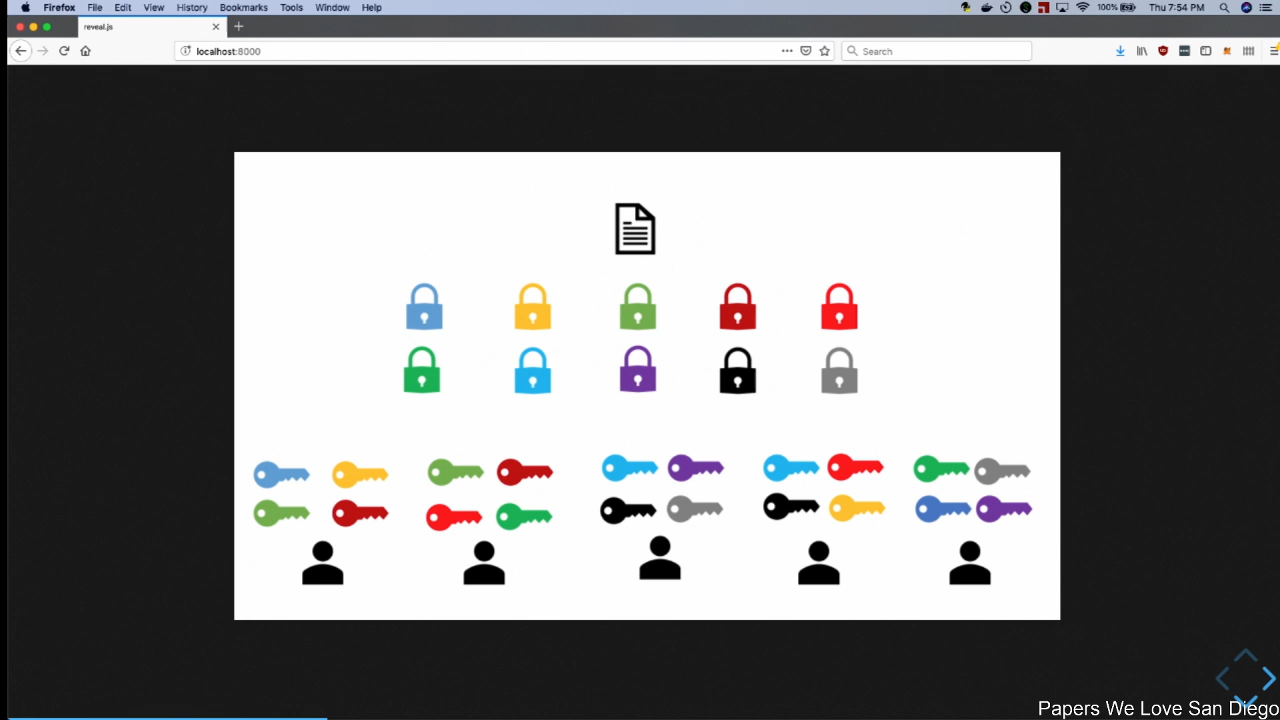 Firefox File Edit View History Bookmarks Tools Window Help 100% Thu 7:54 PM
reveal.js
localhost:8000 Search
Papers We Love San Diego